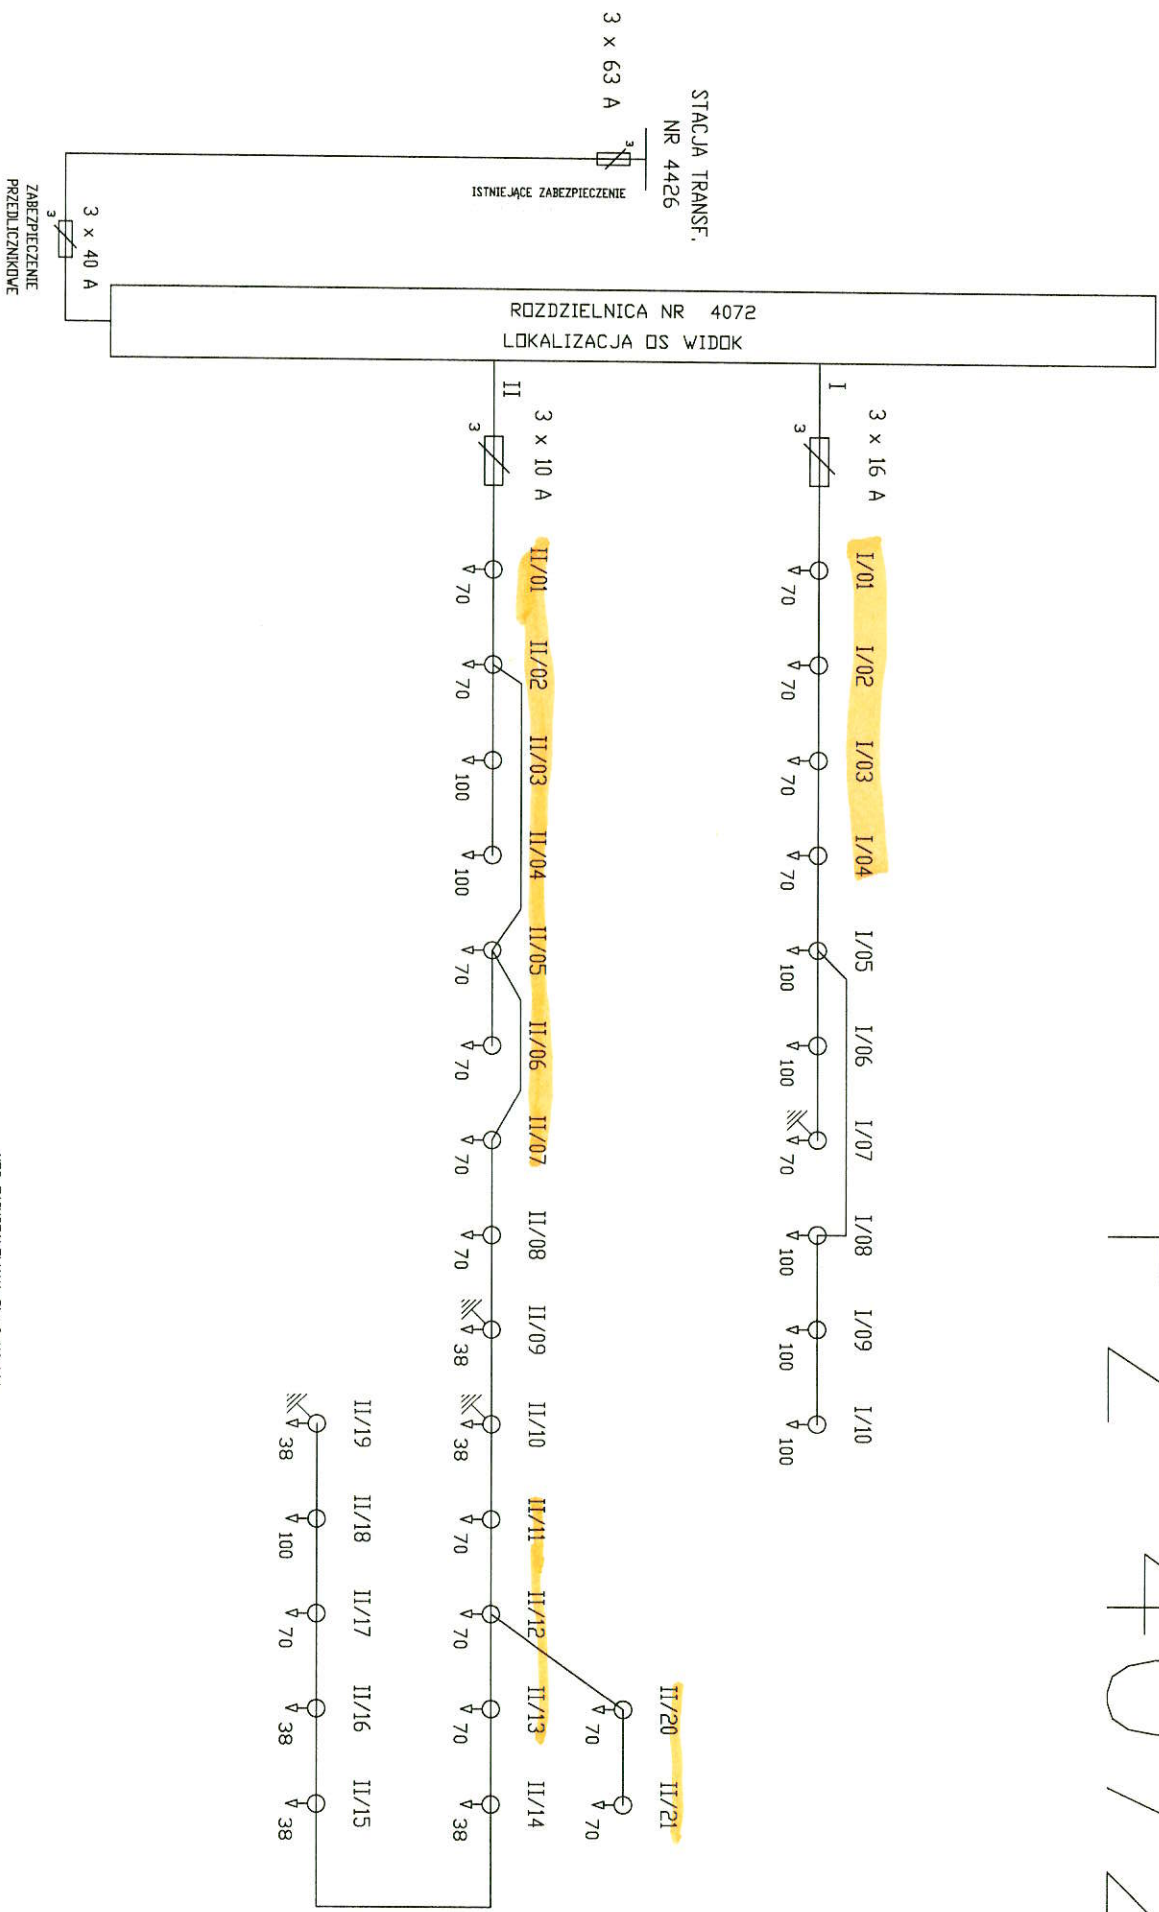 STACJA TRANSF.
NR 4426
3 x 63 A
3
ISTNIEJĄCE ZABEZPIECZENIE
3 x 40 A
3
ZABEZPIECZENIE
PRZEDLICZNIKOWE
ROZDZIELNICA NR 4072
LOKALIZACJA OS WIDOK
I
3 x 16 A
3
I/01 I/02 I/03 I/04 I/05 I/06 I/07 I/08 I/09 I/10
70 70 70 70 100 100 70 100 100 100
II/20 II/21
70 70
II
3 x 10 A
3
II/01 II/02 II/03 II/04 II/05 II/06 II/07 II/08 II/09 II/10 II/11 II/12 II/13 II/14
70 70 100 100 70 70 70 70 38 38 70 70 70 38
II/19 II/18 II/17 II/16 II/15
38 100 70 38 38